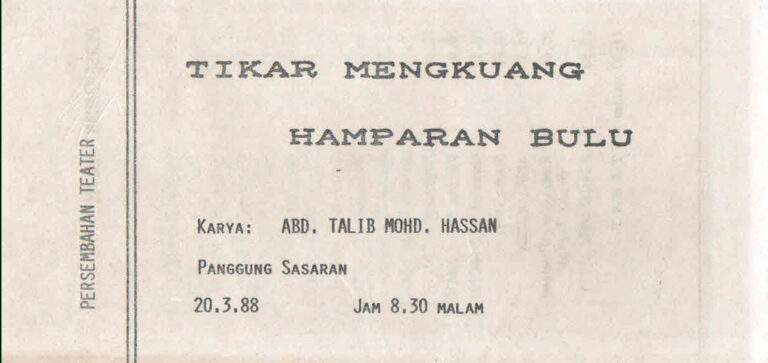 PERSEMBAHAN TEATER
TIKAR MENGKUANG
HAMPARAN BULU
KARYA: ABD. TALIB MOHD. HASSAN
PANGGUNG SASARAN
20.3.88 JAM 8.30 MALAM